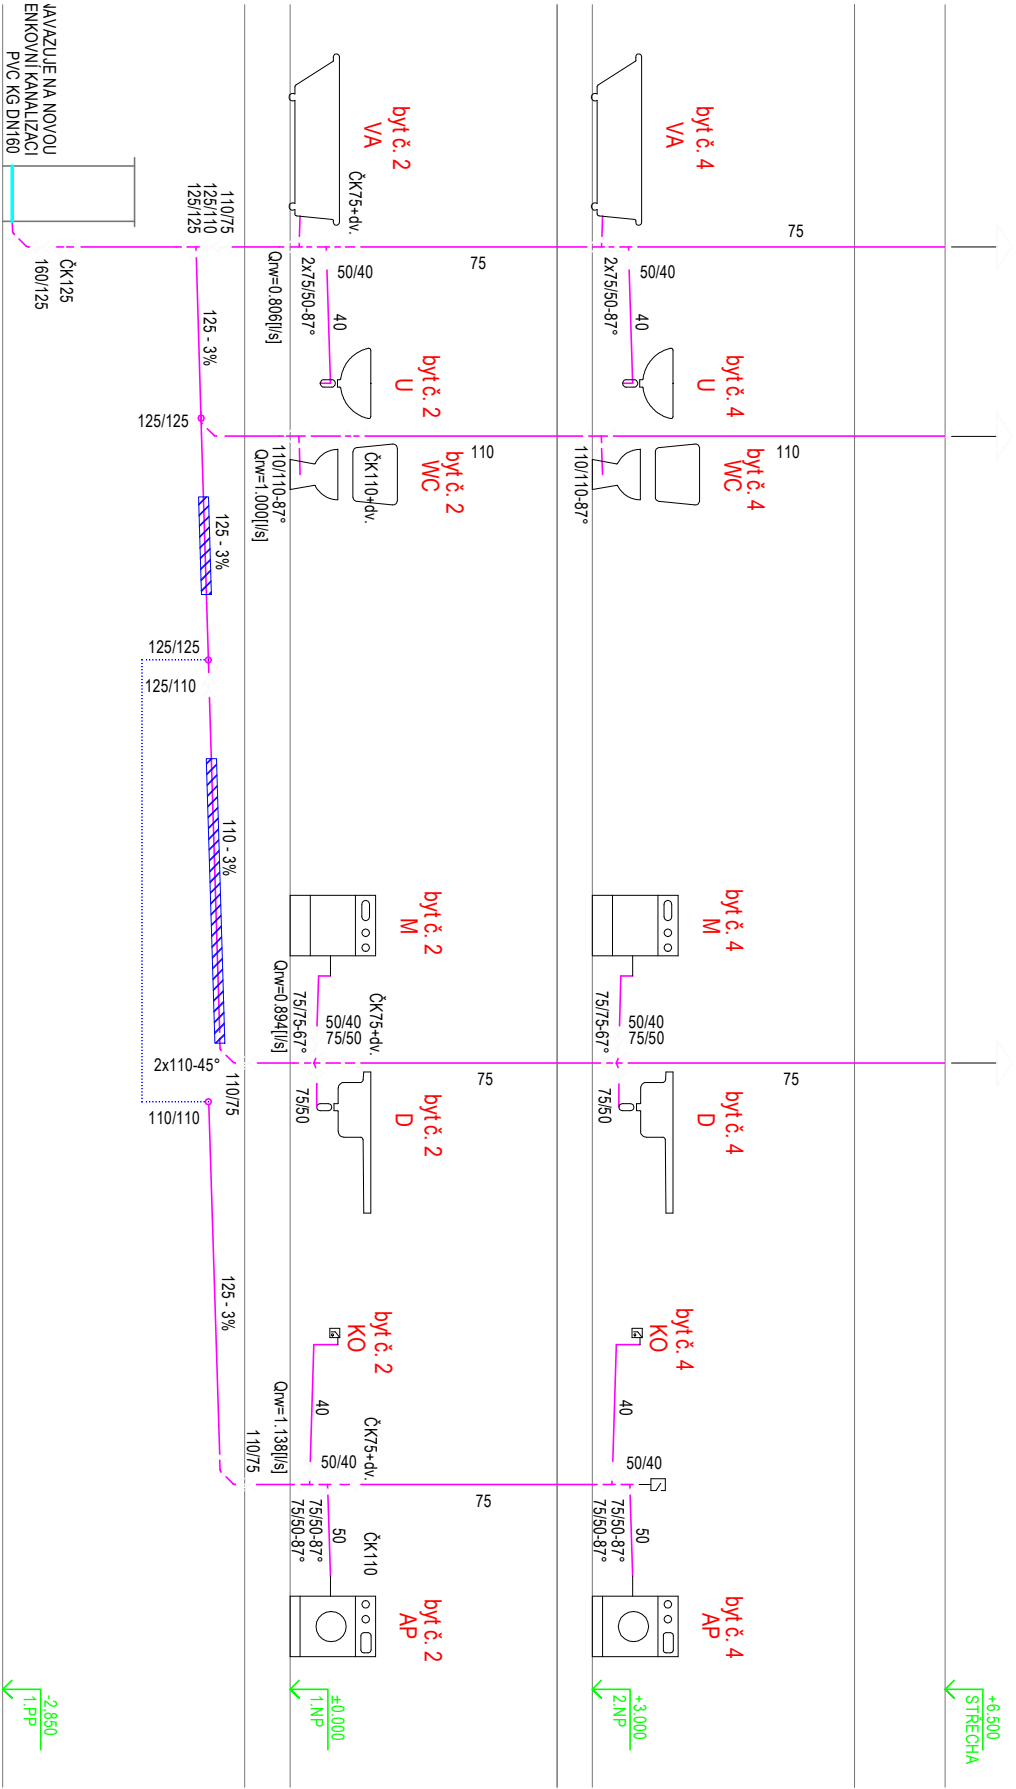 +6.500
STŘECHA
byt č. 4
VA
75
byt č. 4
U
50/40
40
2x75/50-87°
byt č. 4
WC
110
110/110-87°
byt č. 4
M
50/40
75/50
75/75-67°
75
byt č. 4
D
75/50
byt č. 4
KO
40
50/40
50
75/50-87°
75/50-87°
byt č. 4
AP
+3.000
2.NP
byt č. 2
VA
ČK75+dv.
75
byt č. 2
U
50/40
40
2x75/50-87°
Qrw=0.806[l/s]
byt č. 2
WC
110
ČK110+dv.
110/110-87°
Qrw=1.000[l/s]
byt č. 2
M
ČK75+dv.
50/40
75/50
75/75-67°
Qrw=0.894[l/s]
75
byt č. 2
D
75/50
byt č. 2
KO
40
ČK75+dv.
50/40
Qrw=1.138[l/s]
75
50
75/50-87°
75/50-87°
ČK110
byt č. 2
AP
±0.000
1.NP
110/75
125/110
125/125
125 - 3%
125/125
125 - 3%
125/125
125/110
110 - 3%
2x110-45°
110/75
110/110
125 - 3%
110/75
ČK125
160/125
NAVAZUJE NA NOVOU
ENKOVNÍ KANALIZACI
PVC KG DN160
-2.850
1.PP